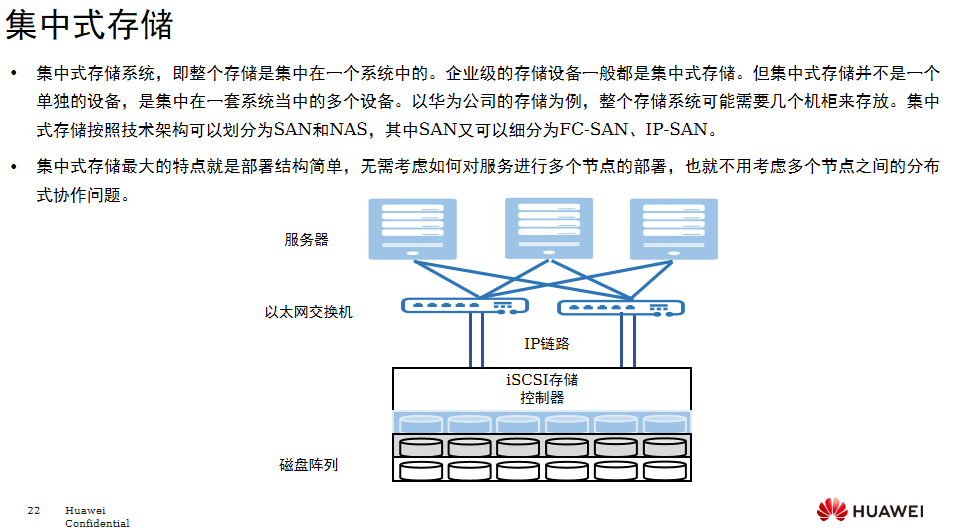 集中式存储
• 集中式存储系统，即整个存储是集中在一个系统中的。企业级的存储设备一般都是集中式存储。但集中式存储并不是一个
单独的设备，是集中在一套系统当中的多个设备。以华为公司的存储为例，整个存储系统可能需要几个机柜来存放。集中
式存储按照技术架构可以划分为SAN和NAS，其中SAN又可以细分为FC-SAN、IP-SAN。
• 集中式存储最大的特点就是部署结构简单，无需考虑如何对服务进行多个节点的部署，也就不用考虑多个节点之间的分布
式协作问题。
服务器
以太网交换机
IP链路
iSCSI存储
控制器
磁盘阵列
22 Huawei
Confidential
HUAWEI